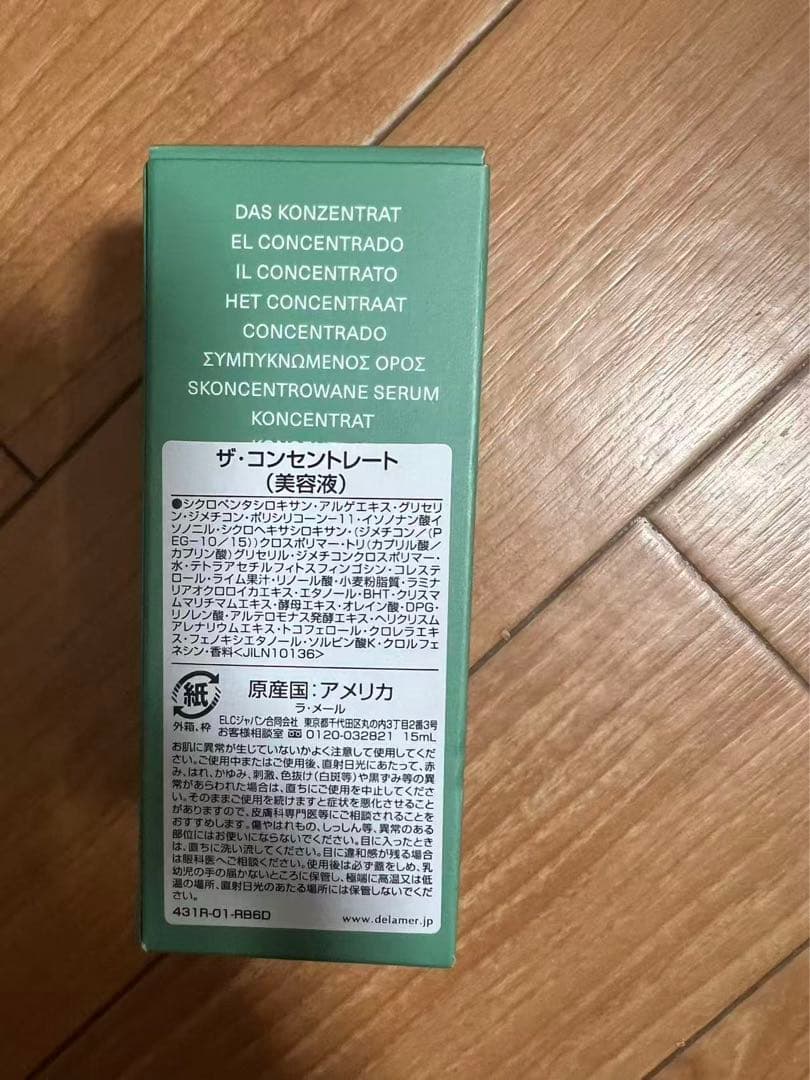 DAS KONZENTRAT
EL CONCENTRADO
IL CONCENTRATO
HET CONCENTRAAT
CONCENTRADO
ΣΥΜΠΥΚΝΩΜΕΝΟΣ ΟΡΟΣ
SKONCENTROWANE SERUM
KONCENTRAT
ザ・コンセントレート
（美容液）
●シクロペンタシロキサン・アルゲエキス・グリセリ
ン・ジメチコン・ポリシリコーン-11・イソノナン酸イ
ソノニル・シクロヘキサシロキサン・（ジメチコン／（P
EG-10／15））クロスポリマー・トリ（カプリル酸／
カプリン酸）グリセリル・ジメチコンクロスポリマー・
水・テトラアセチルフィトスフィンゴシン・コレステ
ロール・ライム果汁・リノール酸・小麦粉脂質・ラミナ
リアオクロロイカエキス・エタノール・BHT・クリスマ
ムマリチマムエキス・酵母エキス・オレイン酸・DPG・
リノレン酸・アルテロモナス発酵エキス・ヘリクリスム
アレナリウムエキス・トコフェロール・クロレラエキ
ス・フェノキシエタノール・ソルビン酸K・クロルフェ
ネシン・香料<JILN10136>
紙
外箱、枠
原産国：アメリカ
ラ・メール
ELCジャパン合同会社 東京都千代田区丸の内3丁目2番3号
お客様相談室 0120-032821 15mL
お肌に異常が生じていないかよく注意して使用してくだ
さい。ご使用中またはご使用後、直射日光にあたって、赤
み、はれ、かゆみ、刺激、色抜け（白斑等）や黒ずみ等の異
常があらわれた場合は、直ちにご使用を中止してください。
そのままご使用を続けますと症状を悪化させること
がありますので、皮膚科専門医等にご相談されることを
おすすめします。傷やはれもの、しっしん等、異常のある
部位にはお使いにならないでください。目に入ったとき
は、直ちに洗い流してください。目に違和感が残る場合
は眼科医へご相談ください。使用後は必ず蓋をしめ、乳
幼児の手の届かないところに保管し、極端に高温又は低
温の場所、直射日光のあたる場所には保管しないでくだ
さい。
431R-01-RB6D
www.delamer.jp